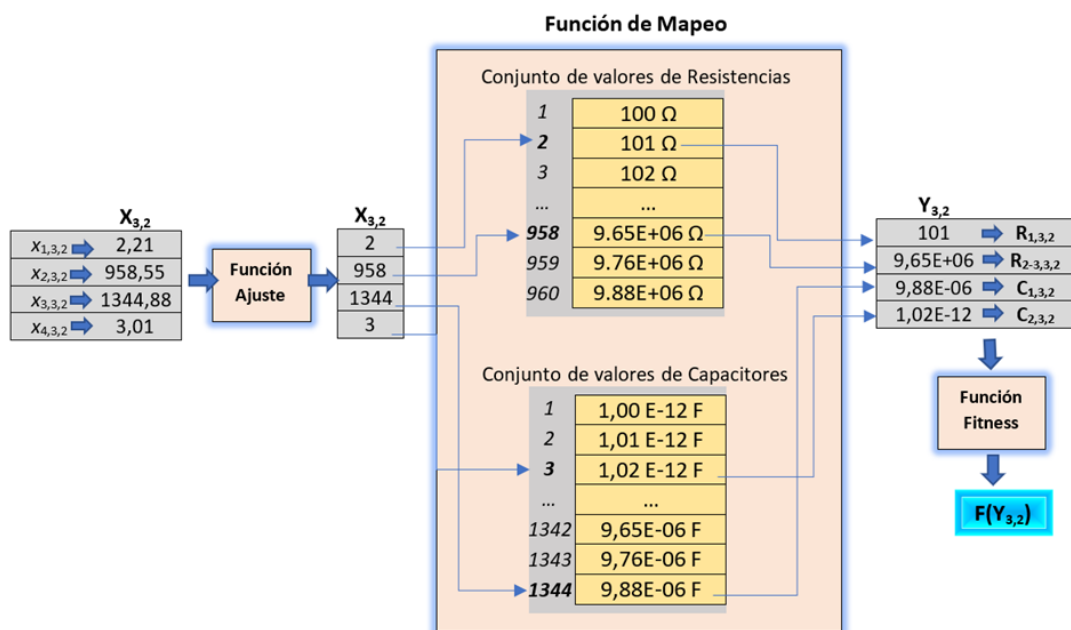 Función de Mapeo
X3,2
x1,3,2 2,21
x2,3,2 958,55
x3,3,2 1344,88
x4,3,2 3,01
Función
Ajuste
X3,2
2
958
1344
3
Conjunto de valores de Resistencias
1 100 Ω
2 101 Ω
3 102 Ω
... ...
958 9.65E+06 Ω
959 9.76E+06 Ω
960 9.88E+06 Ω
Conjunto de valores de Capacitores
1 1,00 E-12 F
2 1,01 E-12 F
3 1,02 E-12 F
... ...
1342 9,65E-06 F
1343 9,76E-06 F
1344 9,88E-06 F
Y3,2
101 R1,3,2
9,65E+06 R2-3,3,2
9,88E-06 C1,3,2
1,02E-12 C2,3,2
Función
Fitness
F(Y3,2)